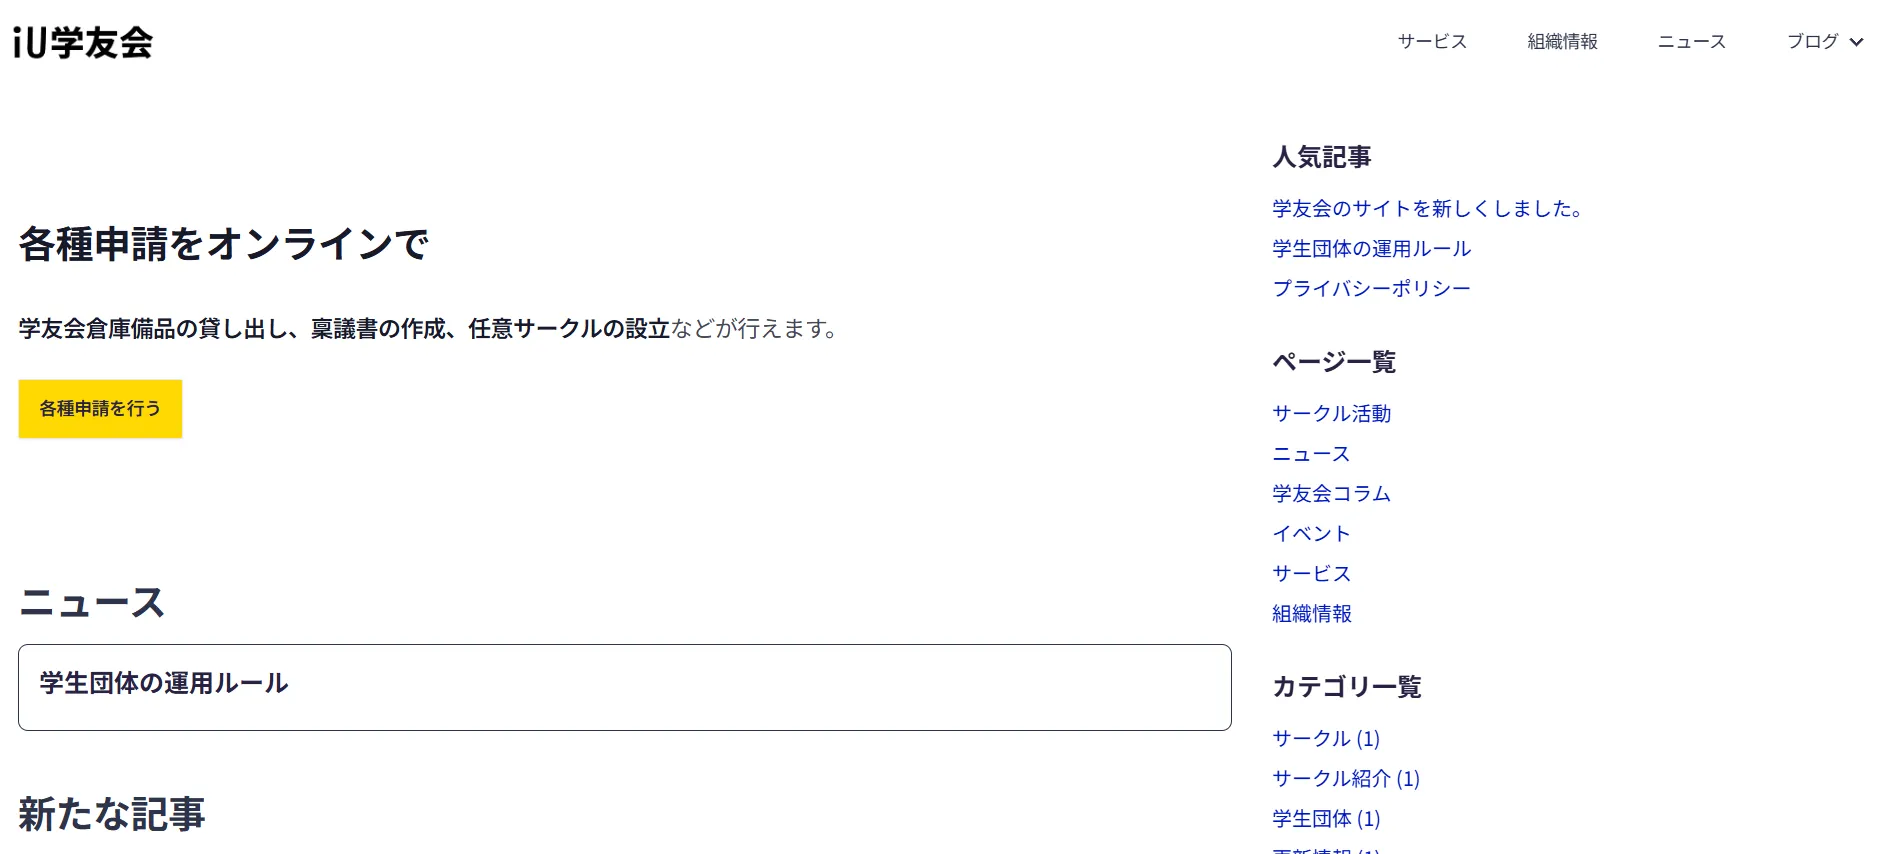 iU学友会
サービス
組織情報
ニュース
ブログ
各種申請をオンラインで
学友会倉庫備品の貸し出し、稟議書の作成、任意サークルの設立などが行えます。
各種申請を行う
ニュース
学生団体の運用ルール
新たな記事
人気記事
学友会のサイトを新しくしました。
学生団体の運用ルール
プライバシーポリシー
ページ一覧
サークル活動
ニュース
学友会コラム
イベント
サービス
組織情報
カテゴリ一覧
サークル (1)
サークル紹介 (1)
学生団体 (1)
更新情報 (1)